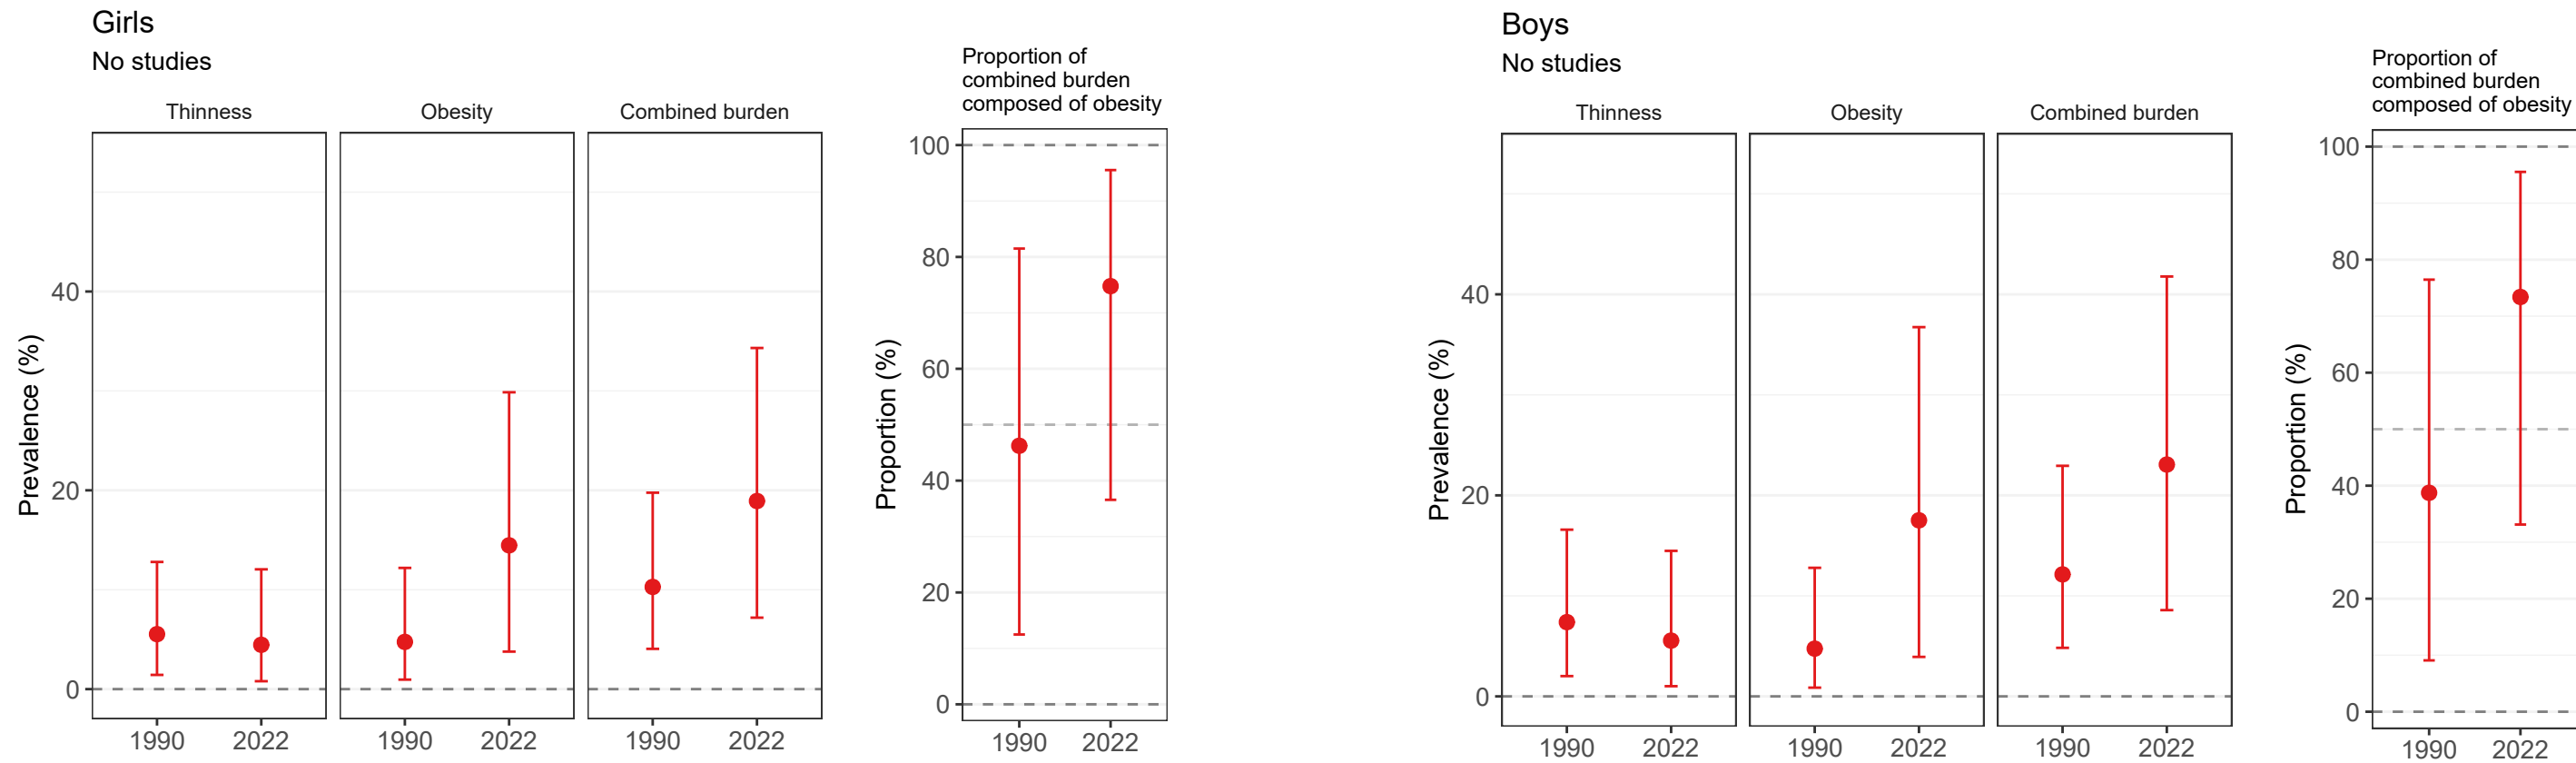 Girls
No studies
Thinness
Obesity
Combined burden
Prevalence (%)
40
20
0
1990 2022
1990 2022
1990 2022
Proportion of
combined burden
composed of obesity
Proportion (%)
100
80
60
40
20
0
1990 2022
Boys
No studies
Thinness
Obesity
Combined burden
Prevalence (%)
40
20
0
1990 2022
1990 2022
1990 2022
Proportion of
combined burden
composed of obesity
Proportion (%)
100
80
60
40
20
0
1990 2022